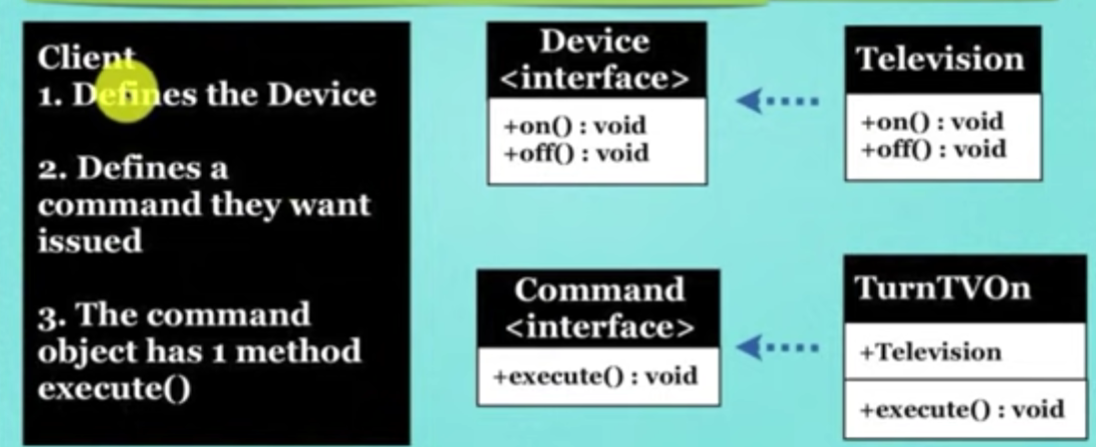 Client
1. Defines the Device
2. Defines a
command they want
issued
3. The command
object has 1 method
execute()
Device
<interface>
+on() : void
+off() : void
Television
+on() : void
+off() : void
Command
<interface>
+execute() : void
TurnTVOn
+Television
+execute() : void